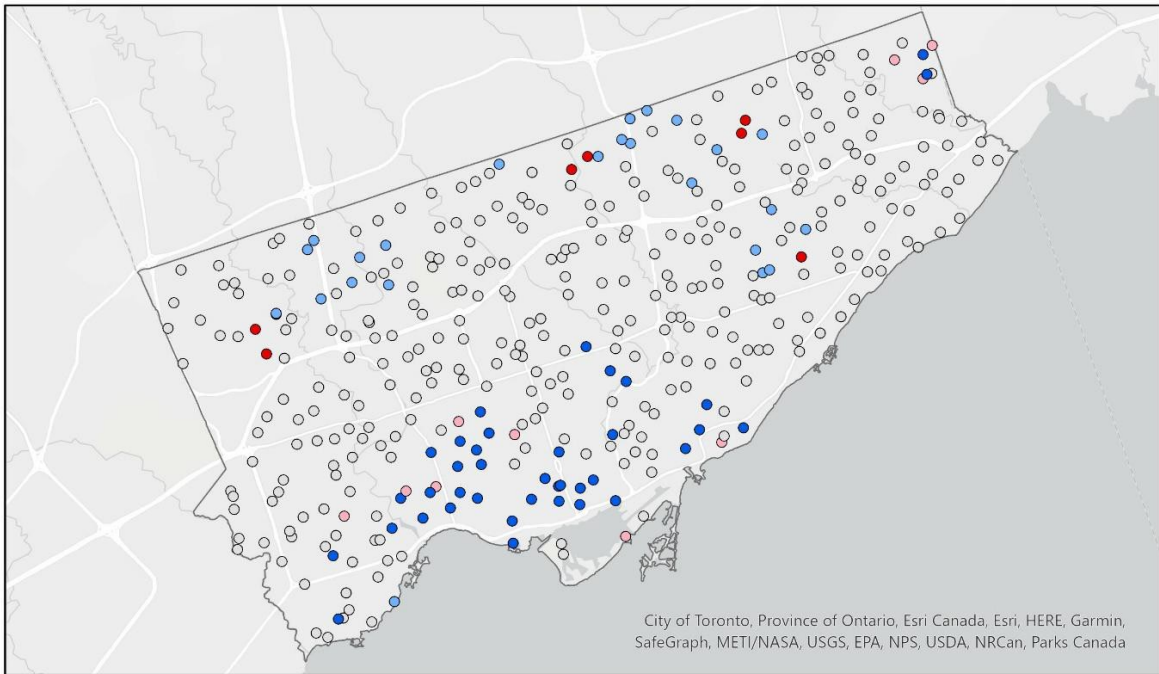 City of Toronto, Province of Ontario, Esri Canada, Esri, HERE, Garmin,
SafeGraph, METI/NASA, USGS, EPA, NPS, USDA, NRCan, Parks Canada